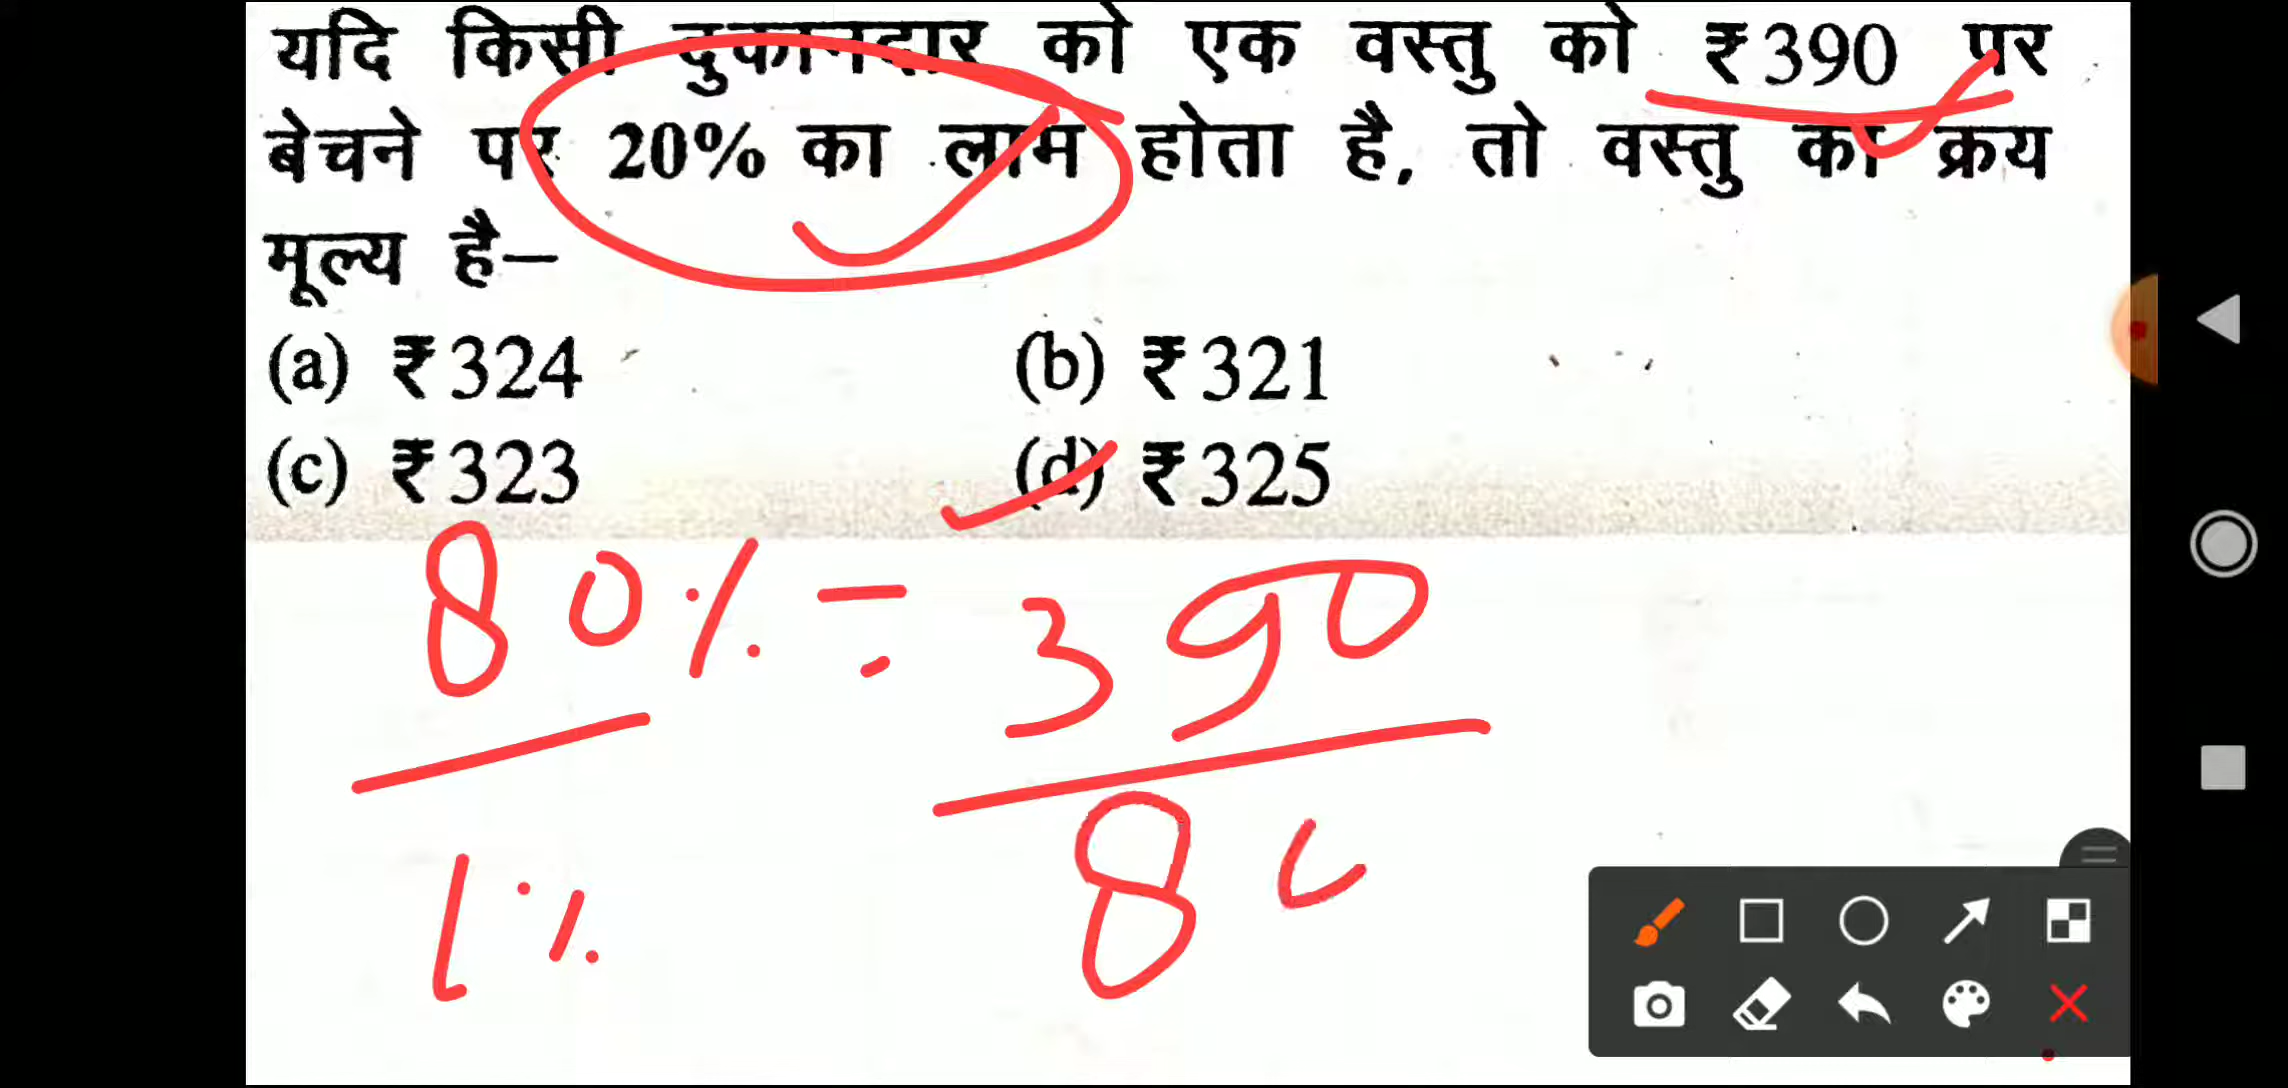 यदि किसी दुकानदार को एक वस्तु को ₹390 पर
बेचने पर 20% का लाभ होता है, तो वस्तु का क्रय
मूल्य है–
(a) ₹324 (b) ₹321
(c) ₹323 (d) ₹325
80% = 390
1% 80